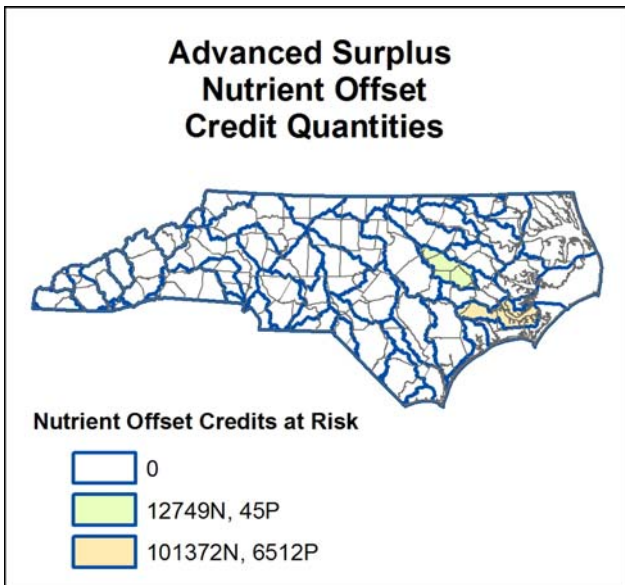 Advanced Surplus
Nutrient Offset
Credit Quantities
Nutrient Offset Credits at Risk
0
12749N, 45P
101372N, 6512P